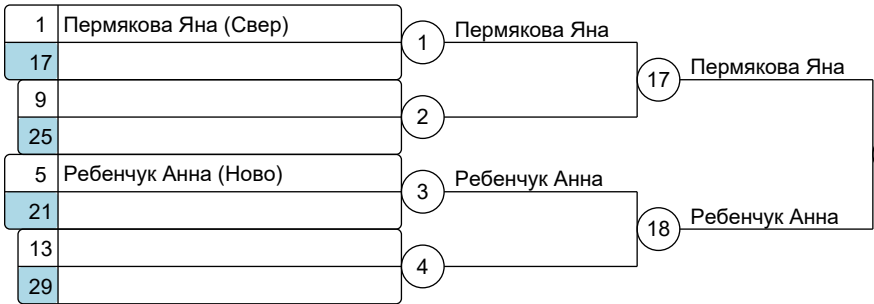 1 Пермякова Яна (Свер)
17
9
25
5 Ребенчук Анна (Ново)
21
13
29
1 Пермякова Яна
2
3 Ребенчук Анна
4
17 Пермякова Яна
18 Ребенчук Анна